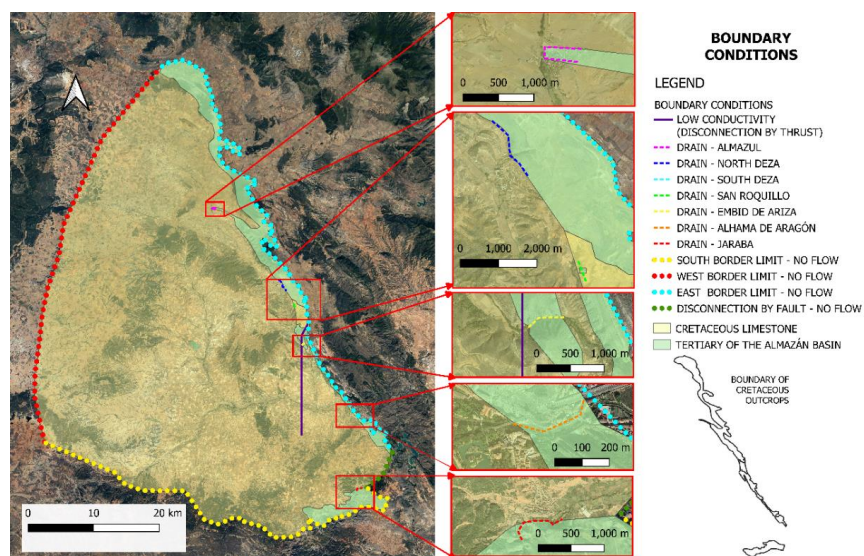 0 10 20 km
0 500 1,000 m
0 1,000 2,000 m
0 500 1,000 m
0 100 200 m
0 500 1,000 m
BOUNDARY
CONDITIONS
LEGEND
BOUNDARY CONDITIONS
LOW CONDUCTIVITY
(DISCONNECTION BY THRUST)
DRAIN - ALMAZUL
DRAIN - NORTH DEZA
DRAIN - SOUTH DEZA
DRAIN - SAN ROQUILLO
DRAIN - EMBID DE ARIZA
DRAIN - ALHAMA DE ARAGÓN
DRAIN - JARABA
SOUTH BORDER LIMIT - NO FLOW
WEST BORDER LIMIT - NO FLOW
EAST BORDER LIMIT - NO FLOW
DISCONNECTION BY FAULT - NO FLOW
CRETACEOUS LIMESTONE
TERTIARY OF THE ALMAZÁN BASIN
BOUNDARY OF
CRETACEOUS
OUTCROPS